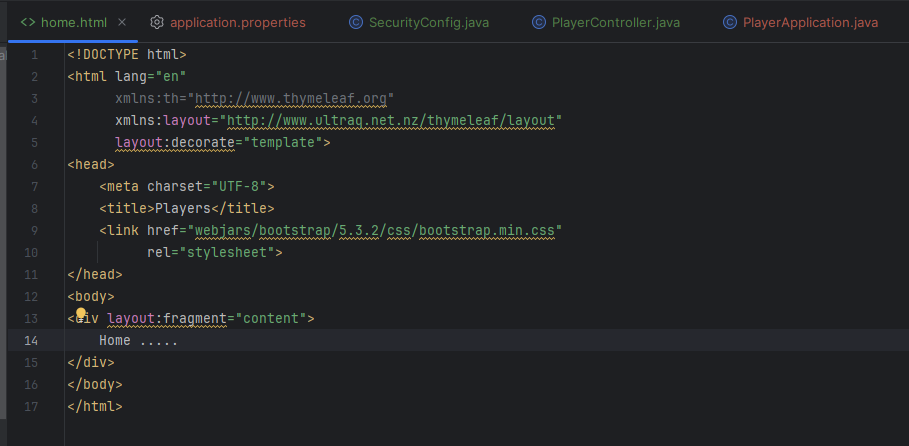 <> home.html × application.properties © SecurityConfig.java © PlayerController.java © PlayerApplication.java
1 <!DOCTYPE html>
2 <html lang="en"
3 xmlns:th="http://www.thymeleaf.org"
4 xmlns:layout="http://www.ultraq.net.nz/thymeleaf/layout"
5 layout:decorate="template">
6 <head>
7 <meta charset="UTF-8">
8 <title>Players</title>
9 <link href="webjars/bootstrap/5.3.2/css/bootstrap.min.css"
10 rel="stylesheet">
11 </head>
12 <body>
13 <div layout:fragment="content">
14 Home .....
15 </div>
16 </body>
17 </html>